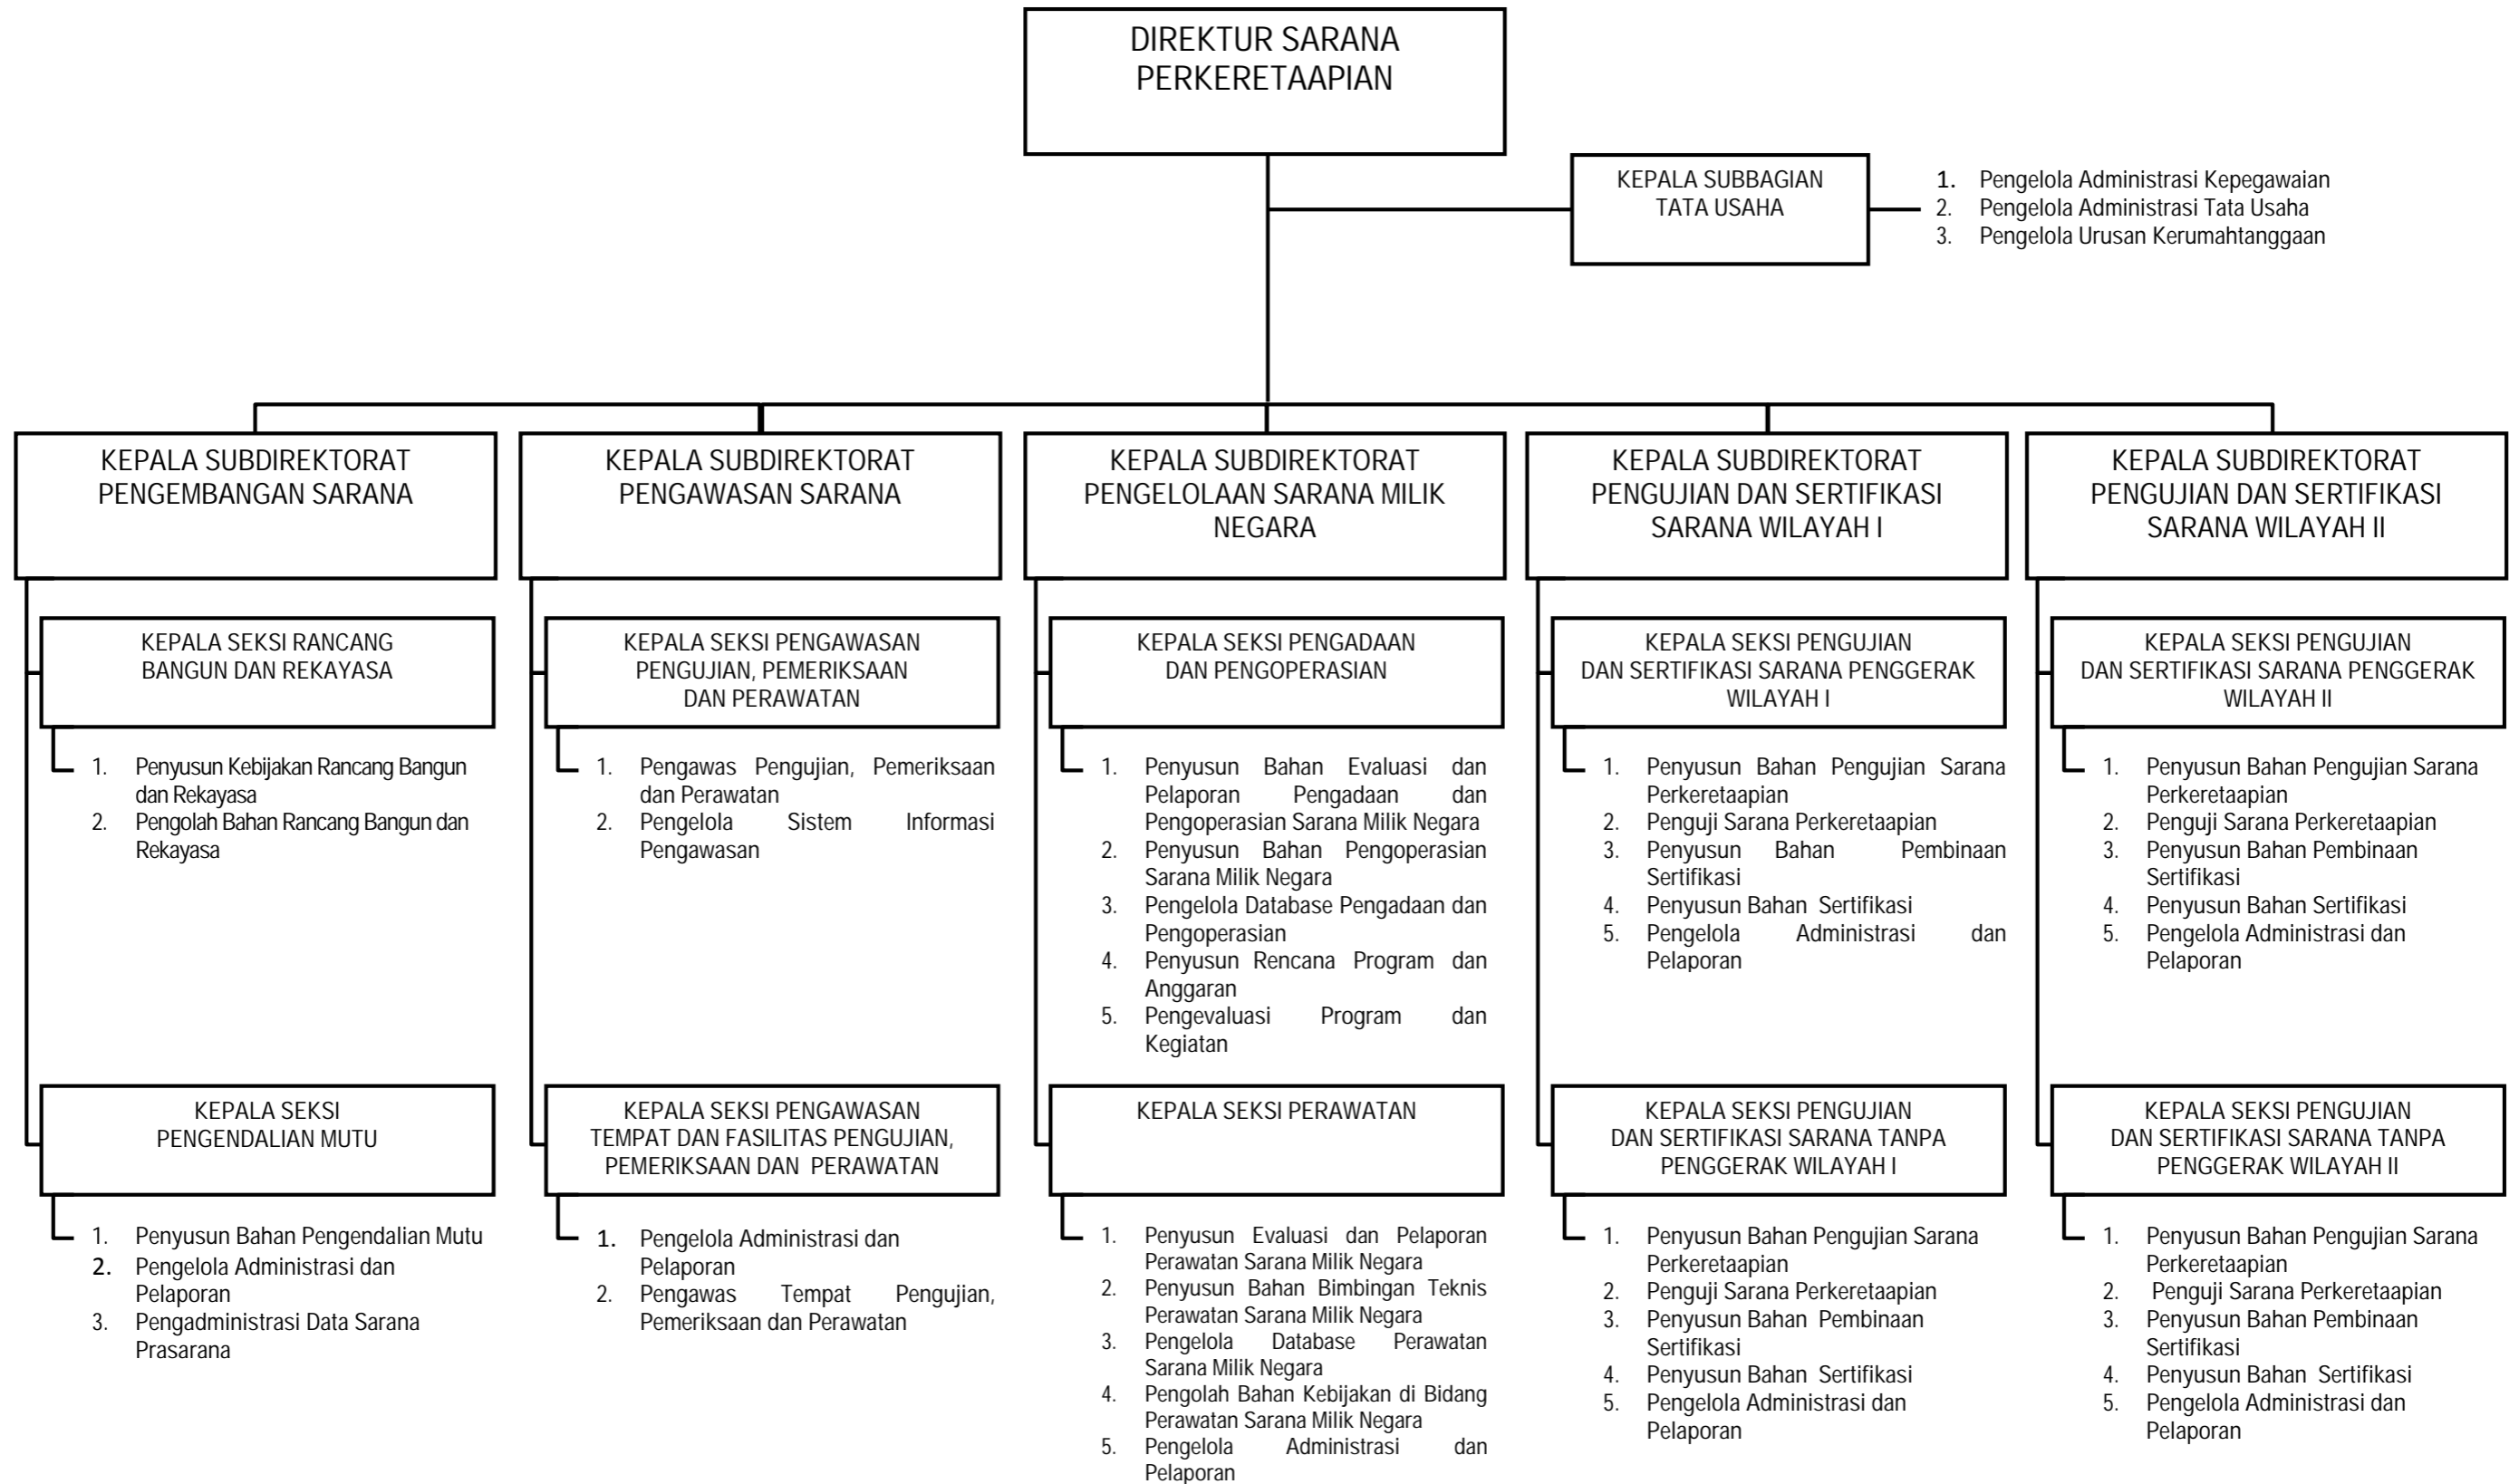 DIREKTUR SARANA
PERKERETAAPIAN
KEPALA SUBBAGIAN
TATA USAHA
1. Pengelola Administrasi Kepegawaian
2. Pengelola Administrasi Tata Usaha
3. Pengelola Urusan Kerumahtanggaan
KEPALA SUBDIREKTORAT
PENGEMBANGAN SARANA
KEPALA SEKSI RANCANG
BANGUN DAN REKAYASA
1. Penyusun Kebijakan Rancang Bangun
dan Rekayasa
2. Pengolah Bahan Rancang Bangun dan
Rekayasa
KEPALA SEKSI
PENGENDALIAN MUTU
1. Penyusun Bahan Pengendalian Mutu
2. Pengelola Administrasi dan
Pelaporan
3. Pengadministrasi Data Sarana
Prasarana
KEPALA SUBDIREKTORAT
PENGAWASAN SARANA
KEPALA SEKSI PENGAWASAN
PENGUJIAN, PEMERIKSAAN
DAN PERAWATAN
1. Pengawas Pengujian, Pemeriksaan
dan Perawatan
2. Pengelola Sistem Informasi
Pengawasan
KEPALA SEKSI PENGAWASAN
TEMPAT DAN FASILITAS PENGUJIAN,
PEMERIKSAAN DAN PERAWATAN
1. Pengelola Administrasi dan
Pelaporan
2. Pengawas Tempat Pengujian,
Pemeriksaan dan Perawatan
KEPALA SUBDIREKTORAT
PENGELOLAAN SARANA MILIK
NEGARA
KEPALA SEKSI PENGADAAN
DAN PENGOPERASIAN
1. Penyusun Bahan Evaluasi dan
Pelaporan Pengadaan dan
Pengoperasian Sarana Milik Negara
2. Penyusun Bahan Pengoperasian
Sarana Milik Negara
3. Pengelola Database Pengadaan dan
Pengoperasian
4. Penyusun Rencana Program dan
Anggaran
5. Pengevaluasi Program dan
Kegiatan
KEPALA SEKSI PERAWATAN
1. Penyusun Evaluasi dan Pelaporan
Perawatan Sarana Milik Negara
2. Penyusun Bahan Bimbingan Teknis
Perawatan Sarana Milik Negara
3. Pengelola Database Perawatan
Sarana Milik Negara
4. Pengolah Bahan Kebijakan di Bidang
Perawatan Sarana Milik Negara
5. Pengelola Administrasi dan
Pelaporan
KEPALA SUBDIREKTORAT
PENGUJIAN DAN SERTIFIKASI
SARANA WILAYAH I
KEPALA SEKSI PENGUJIAN
DAN SERTIFIKASI SARANA PENGGERAK
WILAYAH I
1. Penyusun Bahan Pengujian Sarana
Perkeretaapian
2. Penguji Sarana Perkeretaapian
3. Penyusun Bahan Pembinaan
Sertifikasi
4. Penyusun Bahan Sertifikasi
5. Pengelola Administrasi dan
Pelaporan
KEPALA SEKSI PENGUJIAN
DAN SERTIFIKASI SARANA TANPA
PENGGERAK WILAYAH I
1. Penyusun Bahan Pengujian Sarana
Perkeretaapian
2. Penguji Sarana Perkeretaapian
3. Penyusun Bahan Pembinaan
Sertifikasi
4. Penyusun Bahan Sertifikasi
5. Pengelola Administrasi dan
Pelaporan
KEPALA SUBDIREKTORAT
PENGUJIAN DAN SERTIFIKASI
SARANA WILAYAH II
KEPALA SEKSI PENGUJIAN
DAN SERTIFIKASI SARANA PENGGERAK
WILAYAH II
1. Penyusun Bahan Pengujian Sarana
Perkeretaapian
2. Penguji Sarana Perkeretaapian
3. Penyusun Bahan Pembinaan
Sertifikasi
4. Penyusun Bahan Sertifikasi
5. Pengelola Administrasi dan
Pelaporan
KEPALA SEKSI PENGUJIAN
DAN SERTIFIKASI SARANA TANPA
PENGGERAK WILAYAH II
1. Penyusun Bahan Pengujian Sarana
Perkeretaapian
2. Penguji Sarana Perkeretaapian
3. Penyusun Bahan Pembinaan
Sertifikasi
4. Penyusun Bahan Sertifikasi
5. Pengelola Administrasi dan
Pelaporan